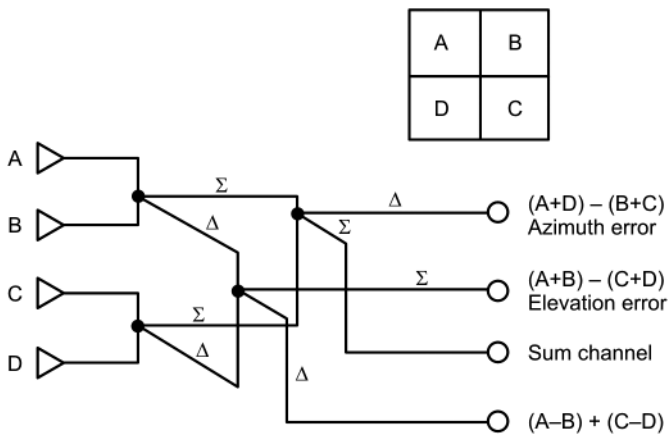 A B
D C
A
B
C
D
Σ
Δ
Σ
Δ
Δ
Σ
Σ
Δ
(A+D) – (B+C)
Azimuth error
(A+B) – (C+D)
Elevation error
Sum channel
(A–B) + (C–D)